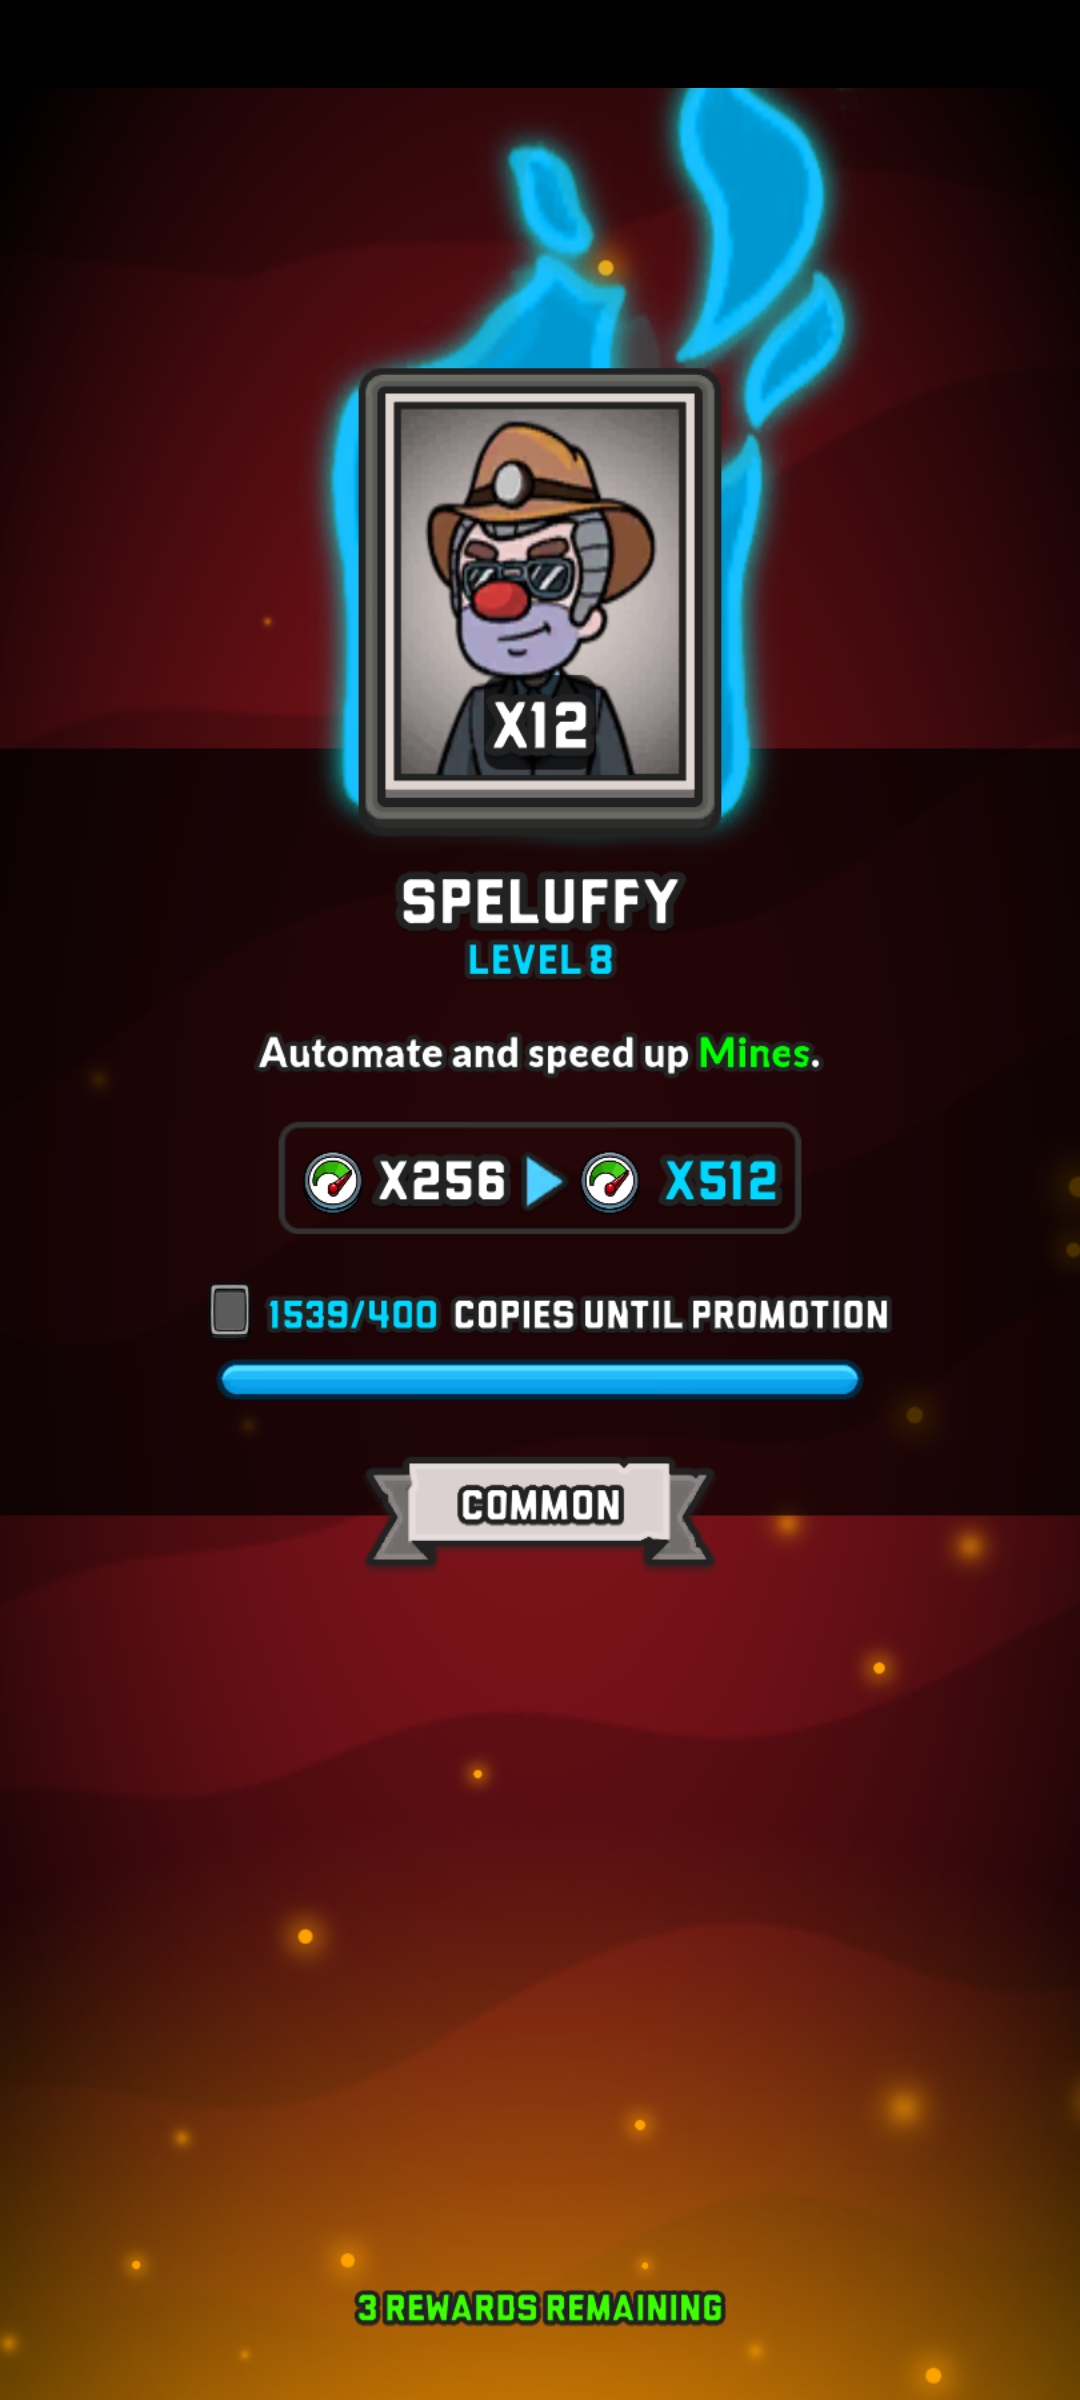 X12
SPELUFFY
LEVEL 8
Automate and speed up Mines.
X256 X512
1539/400 COPIES UNTIL PROMOTION
COMMON
3 REWARDS REMAINING